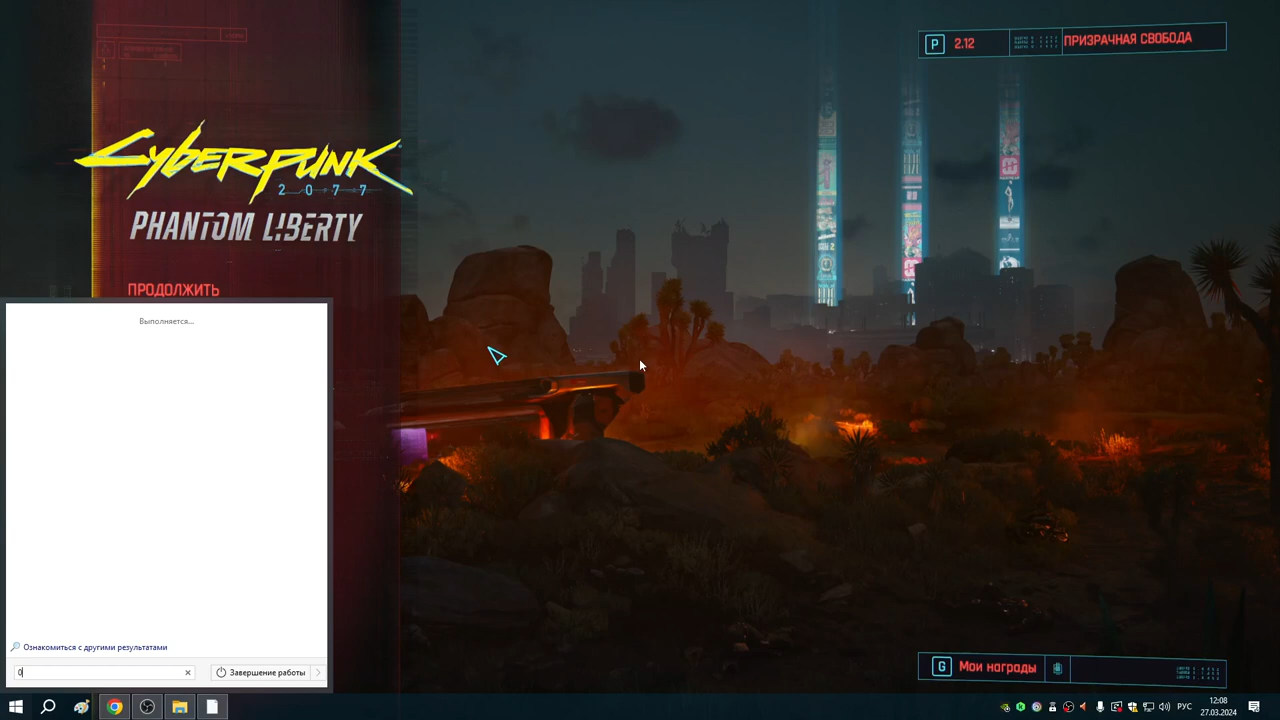 P 2.12 ПРИЗРАЧНАЯ СВОБОДА
Cyberpunk
2077
PHANTOM LIBERTY
ПРОДОЛЖИТЬ
Выполняется...
Ознакомиться с другими результатами
0
Завершение работы
G Мои награды
РУС
12:08
27.03.2024